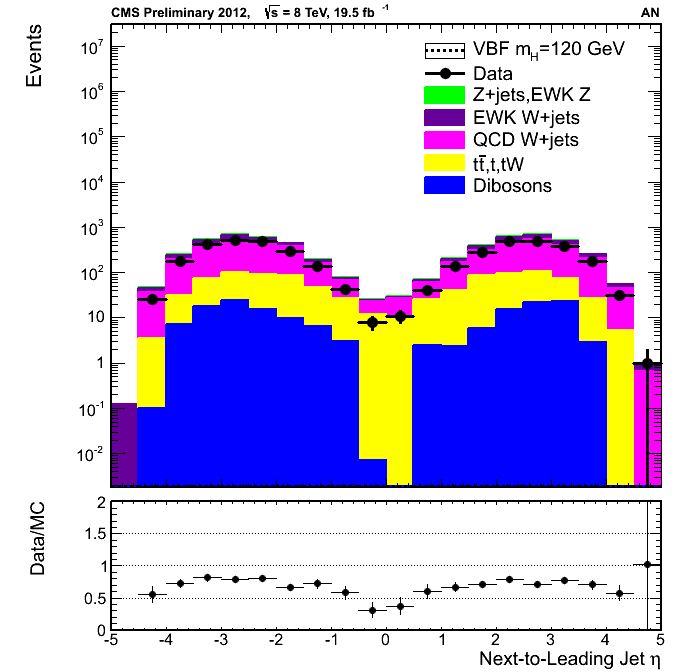 CMS Preliminary 2012, √s = 8 TeV, 19.5 fb⁻¹ AN
Events
10⁷
10⁶
10⁵
10⁴
10³
10²
10
1
10⁻¹
10⁻²
VBF m_H=120 GeV
Data
Z+jets,EWK Z
EWK W+jets
QCD W+jets
tt̅,t,tW
Dibosons
Data/MC
2
1.5
1
0.5
0
-5 -4 -3 -2 -1 0 1 2 3 4 5
Next-to-Leading Jet η